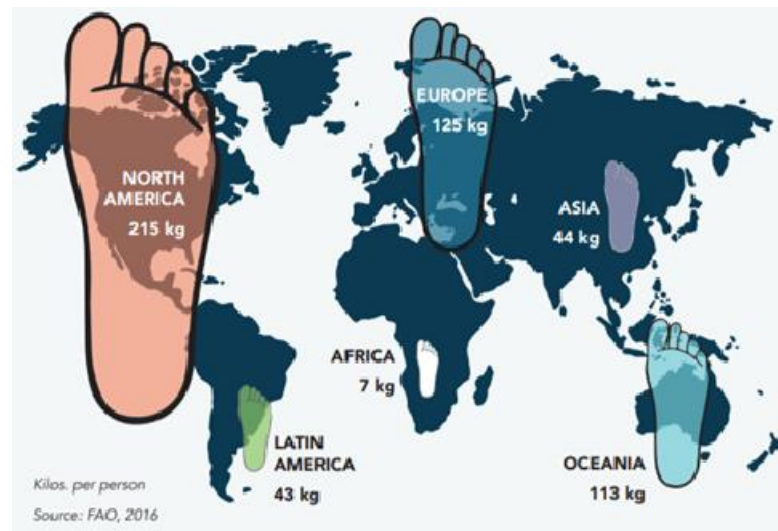 NORTH
AMERICA
215 kg
EUROPE
125 kg
ASIA
44 kg
AFRICA
7 kg
LATIN
AMERICA
43 kg
OCEANIA
113 kg
Kilos. per person
Source: FAO, 2016